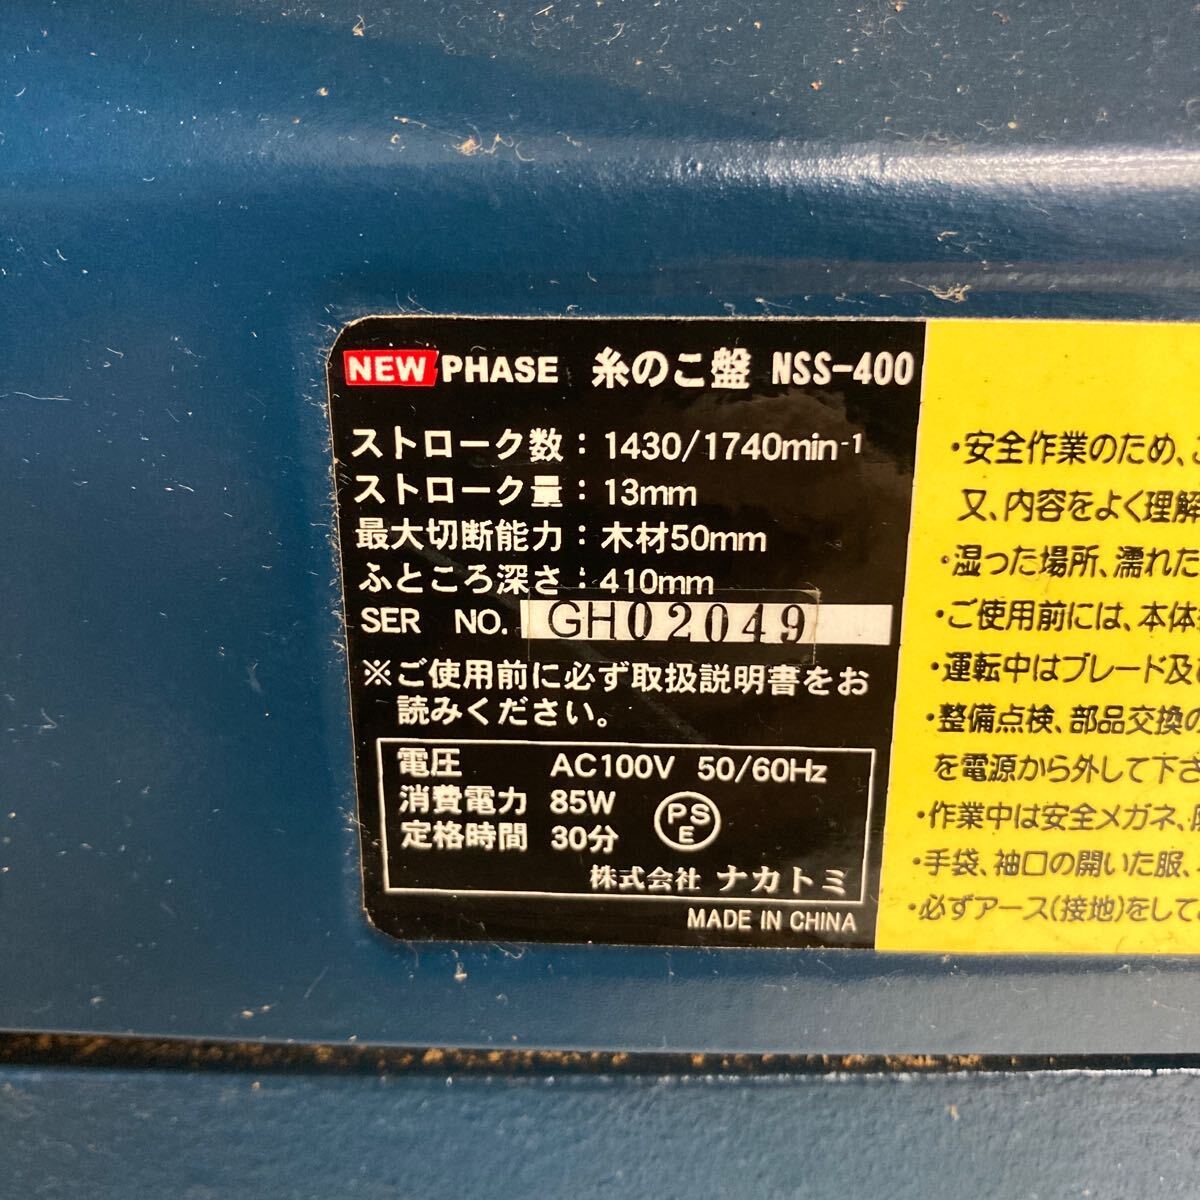 NEW PHASE 糸のこ盤 NSS-400
ストローク数：1430/1740min-1
ストローク量：13mm
最大切断能力：木材50mm
ふところ深さ：410mm
SER NO. GH02049
※ご使用前に必ず取扱説明書をお
読みください。
電圧 AC100V 50/60Hz
消費電力 85W
定格時間 30分
PS
E
株式会社 ナカトミ
MADE IN CHINA
・安全作業のため、
又、内容をよく理解
・湿った場所、濡れた
・ご使用前には、本体
・運転中はブレード及
・整備点検、部品交換の
を電源から外して下さ
・作業中は安全メガネ、
・手袋、袖口の開いた服、
・必ずアース(接地)をして